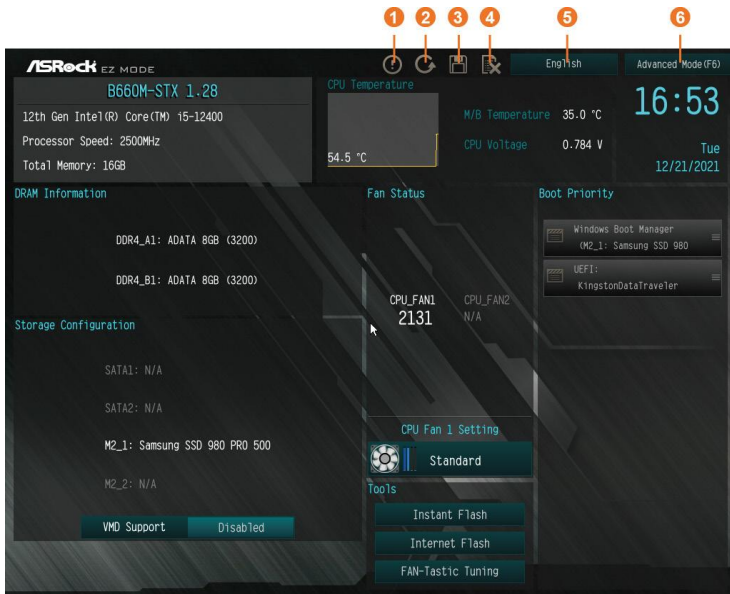 1 2 3 4 5 6
ASRock EZ MODE
English
Advanced Mode(F6)
B660M-STX 1.28
12th Gen Intel(R) Core(TM) i5-12400
Processor Speed: 2500MHz
Total Memory: 16GB
CPU Temperature
54.5 °C
M/B Temperature 35.0 °C
CPU Voltage 0.784 V
16:53
Tue
12/21/2021
DRAM Information
DDR4_A1: ADATA 8GB (3200)
DDR4_B1: ADATA 8GB (3200)
Storage Configuration
SATA1: N/A
SATA2: N/A
M2_1: Samsung SSD 980 PRO 500
M2_2: N/A
VMD Support Disabled
Fan Status
CPU_FAN1 CPU_FAN2
2131 N/A
CPU Fan 1 Setting
Standard
Tools
Instant Flash
Internet Flash
FAN-Tastic Tuning
Boot Priority
Windows Boot Manager
(M2_1: Samsung SSD 980
UEFI:
KingstonDataTraveler